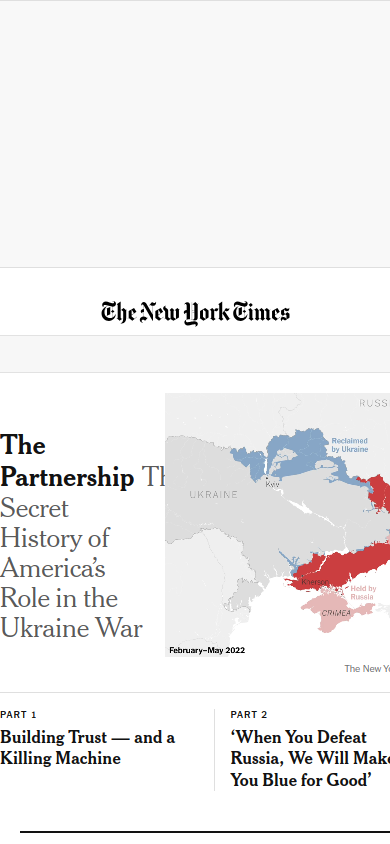 The New York Times
The
Partnership Th
Secret
History of
America's
Role in the
Ukraine War
RUSS
Reclaimed
by Ukraine
Kyiv
UKRAINE
Kherson
Held by
Russia
CRIMEA
February–May 2022
The New Yo
PART 1
Building Trust — and a
Killing Machine
PART 2
‘When You Defeat
Russia, We Will Make
You Blue for Good’